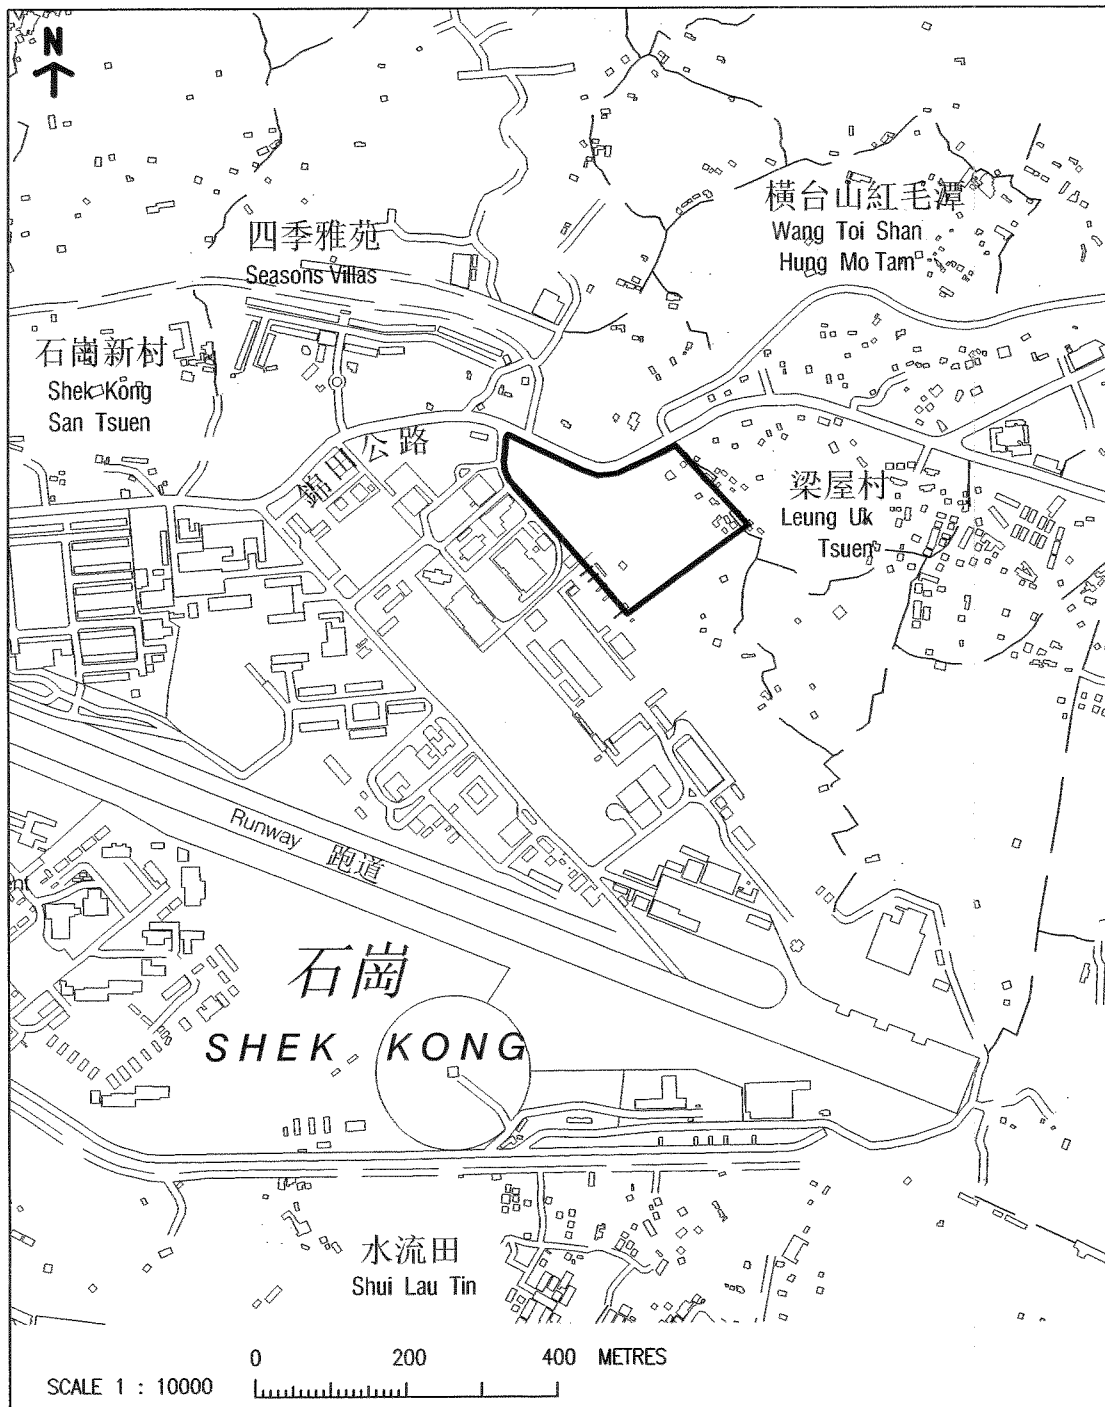 N
橫台山紅毛潭
Wang Toi Shan
Hung Mo Tam
四季雅苑
Seasons Villas
石崗新村
Shek Kong
San Tsuen
錦田公路
梁屋村
Leung Uk
Tsuen
Runway 跑道
石崗
SHEK KONG
水流田
Shui Lau Tin
0 200 400 METRES
SCALE 1 : 10000